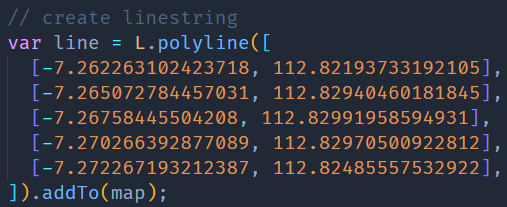 // create linestring
var line = L.polyline([
[-7.262263102423718, 112.82193733192105],
[-7.265072784457031, 112.82940460181845],
[-7.26758445504208, 112.82991958594931],
[-7.270266392877089, 112.82970500922812],
[-7.272267193212387, 112.82485557532922],
]).addTo(map);